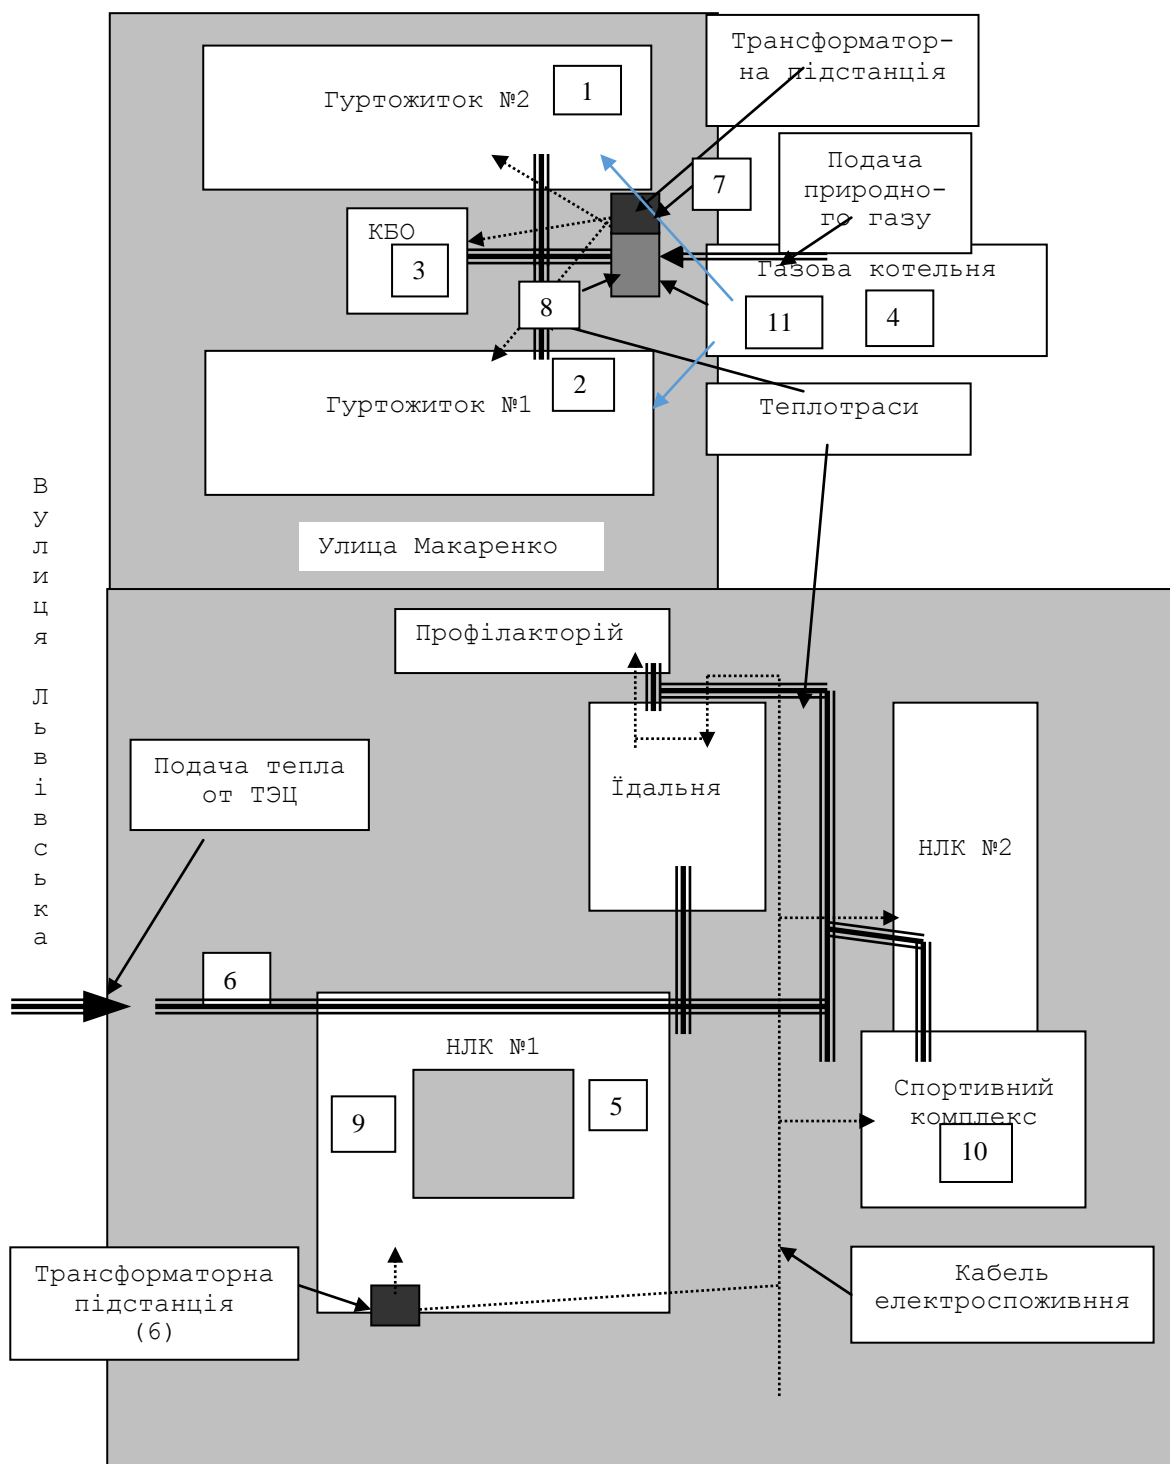 Трансформатор-
на підстанція
Гуртожиток №2
1
7
Подача
природно-
го газу
КБО
3
Газова котельня
8
11
4
2
Гуртожиток №1
Теплотраси
Улица Макаренко
Вулиця Львівська
Профілакторій
Подача тепла
от ТЭЦ
Їдальня
НЛК №2
6
НЛК №1
9
5
Спортивний
комплекс
10
Трансформаторна
підстанція
(6)
Кабель
електроспоживння